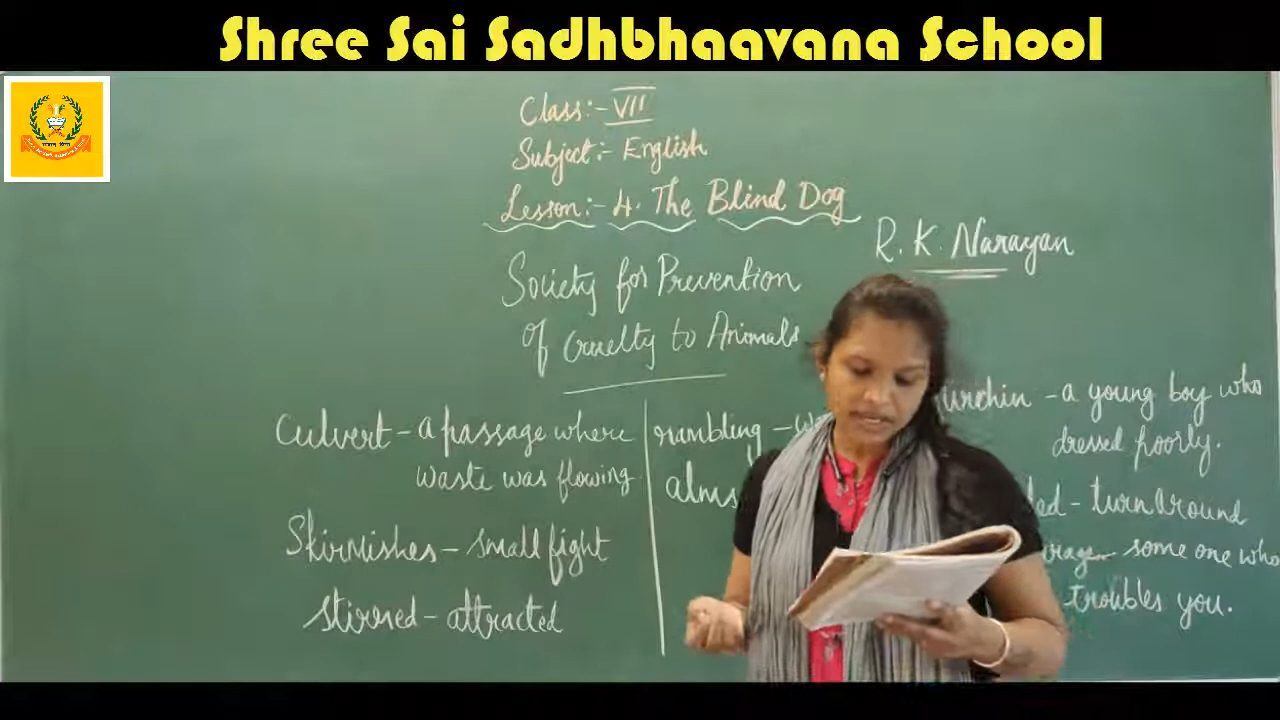 Shree Sai Sadhbhaavana School
Class:- VII
Subject:- English
Lesson:- 4. The Blind Dog
R. K. Narayan
Society for Prevention
of Cruelty to Animals
Culvert - a passage where
waste was flowing
Skirmishes - small fight
stirred - attracted
rambling -
alms
urchin - a young boy who
dressed poorly.
- turn around
- some one who
troubles you.